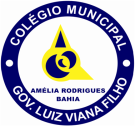 COLÉGIO MUNICIPAL
AMÉLIA RODRIGUES
BAHIA
GOV. LUIZ VIANA FILHO